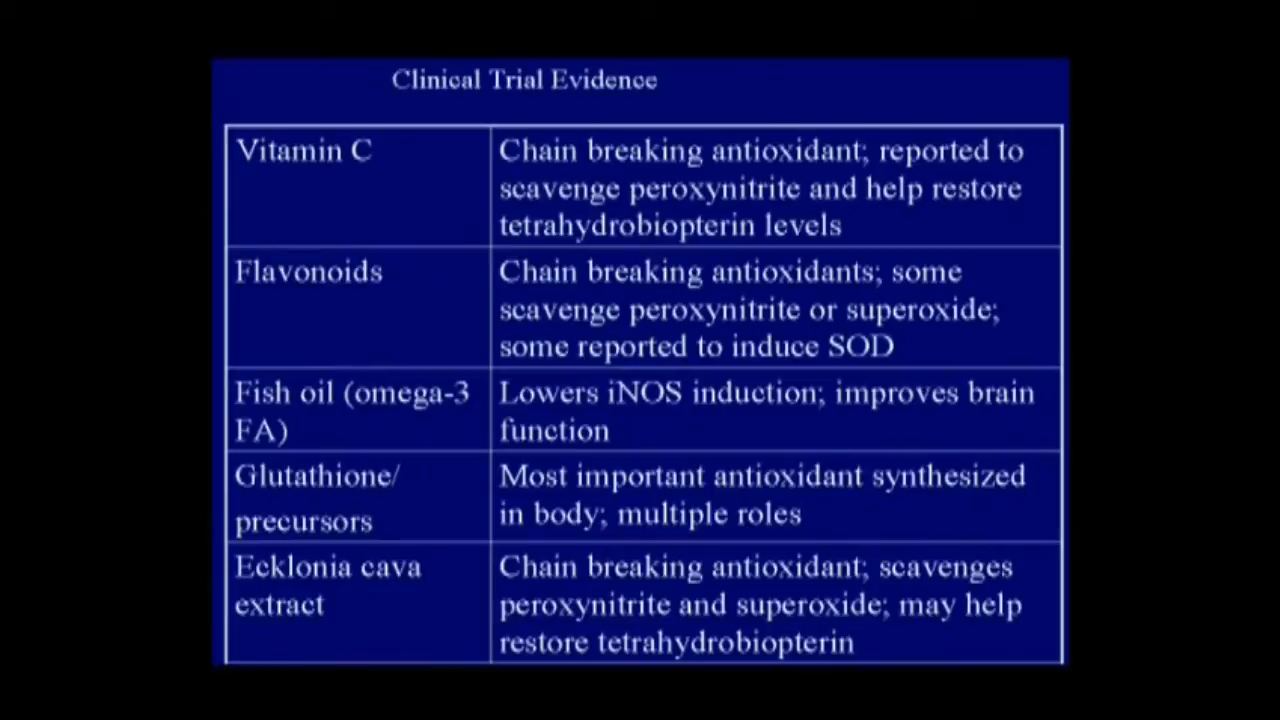 Clinical Trial Evidence
Vitamin C
Chain breaking antioxidant; reported to
scavenge peroxynitrite and help restore
tetrahydrobiopterin levels
Flavonoids
Chain breaking antioxidants; some
scavenge peroxynitrite or superoxide;
some reported to induce SOD
Fish oil (omega-3
FA)
Lowers iNOS induction; improves brain
function
Glutathione/
precursors
Most important antioxidant synthesized
in body; multiple roles
Ecklonia cava
extract
Chain breaking antioxidant; scavenges
peroxynitrite and superoxide; may help
restore tetrahydrobiopterin